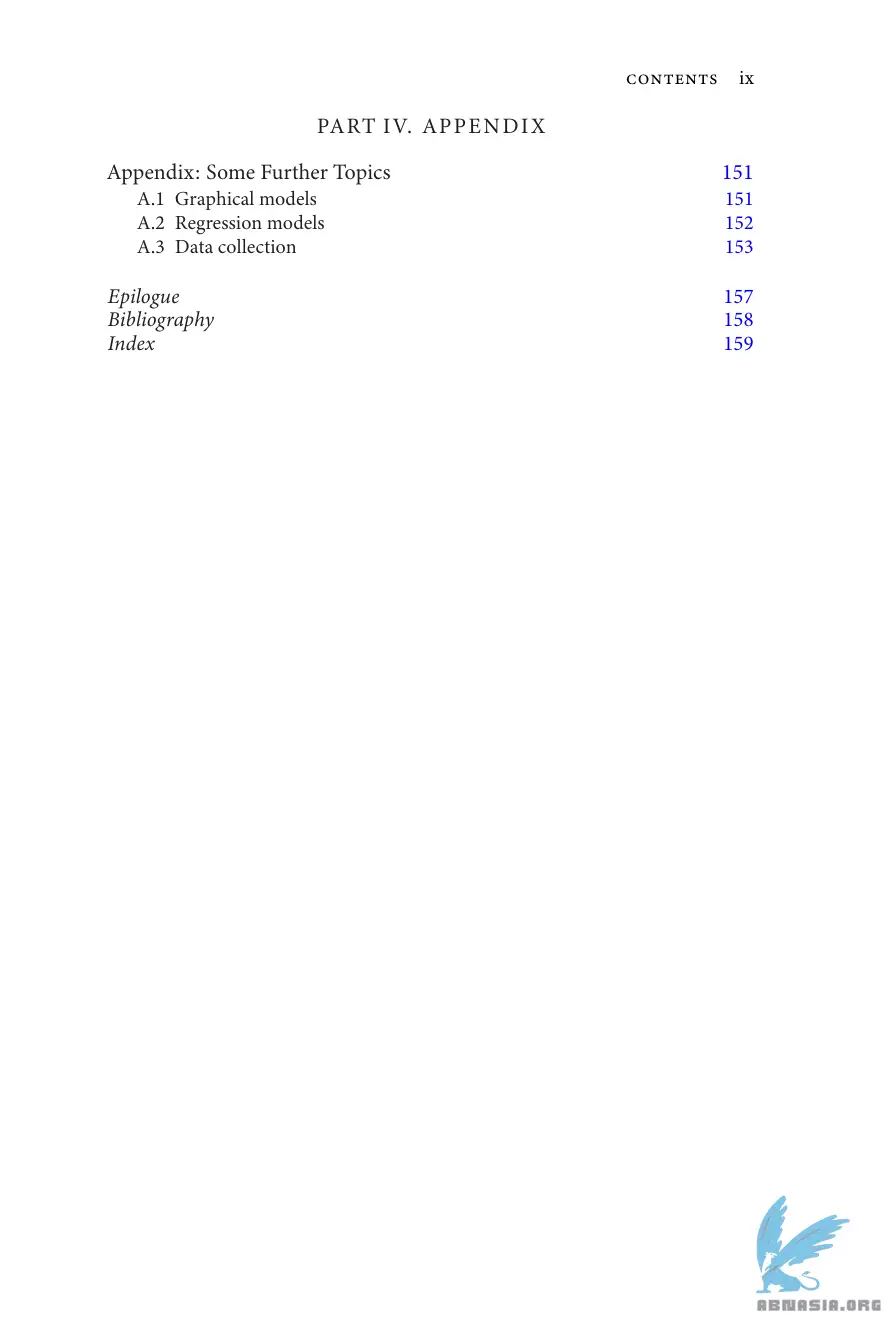 CONTENTS ix
PART IV. APPENDIX
Appendix: Some Further Topics 151
A.1 Graphical models 151
A.2 Regression models 152
A.3 Data collection 153
Epilogue 157
Bibliography 158
Index 159
ABNASIA.ORG